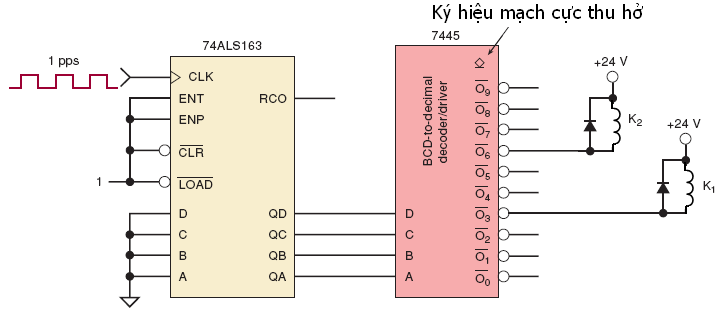 Ký hiệu mạch cực thu hở
74ALS163
7445
1 pps
CLK
ENT
RCO
ENP
CLR
1
LOAD
D
QD
C
QC
B
QB
A
QA
BCD-to-decimal
decoder/driver
D
C
B
A
O9
O8
O7
O6
O5
O4
O3
O2
O1
O0
+24 V
K2
+24 V
K1